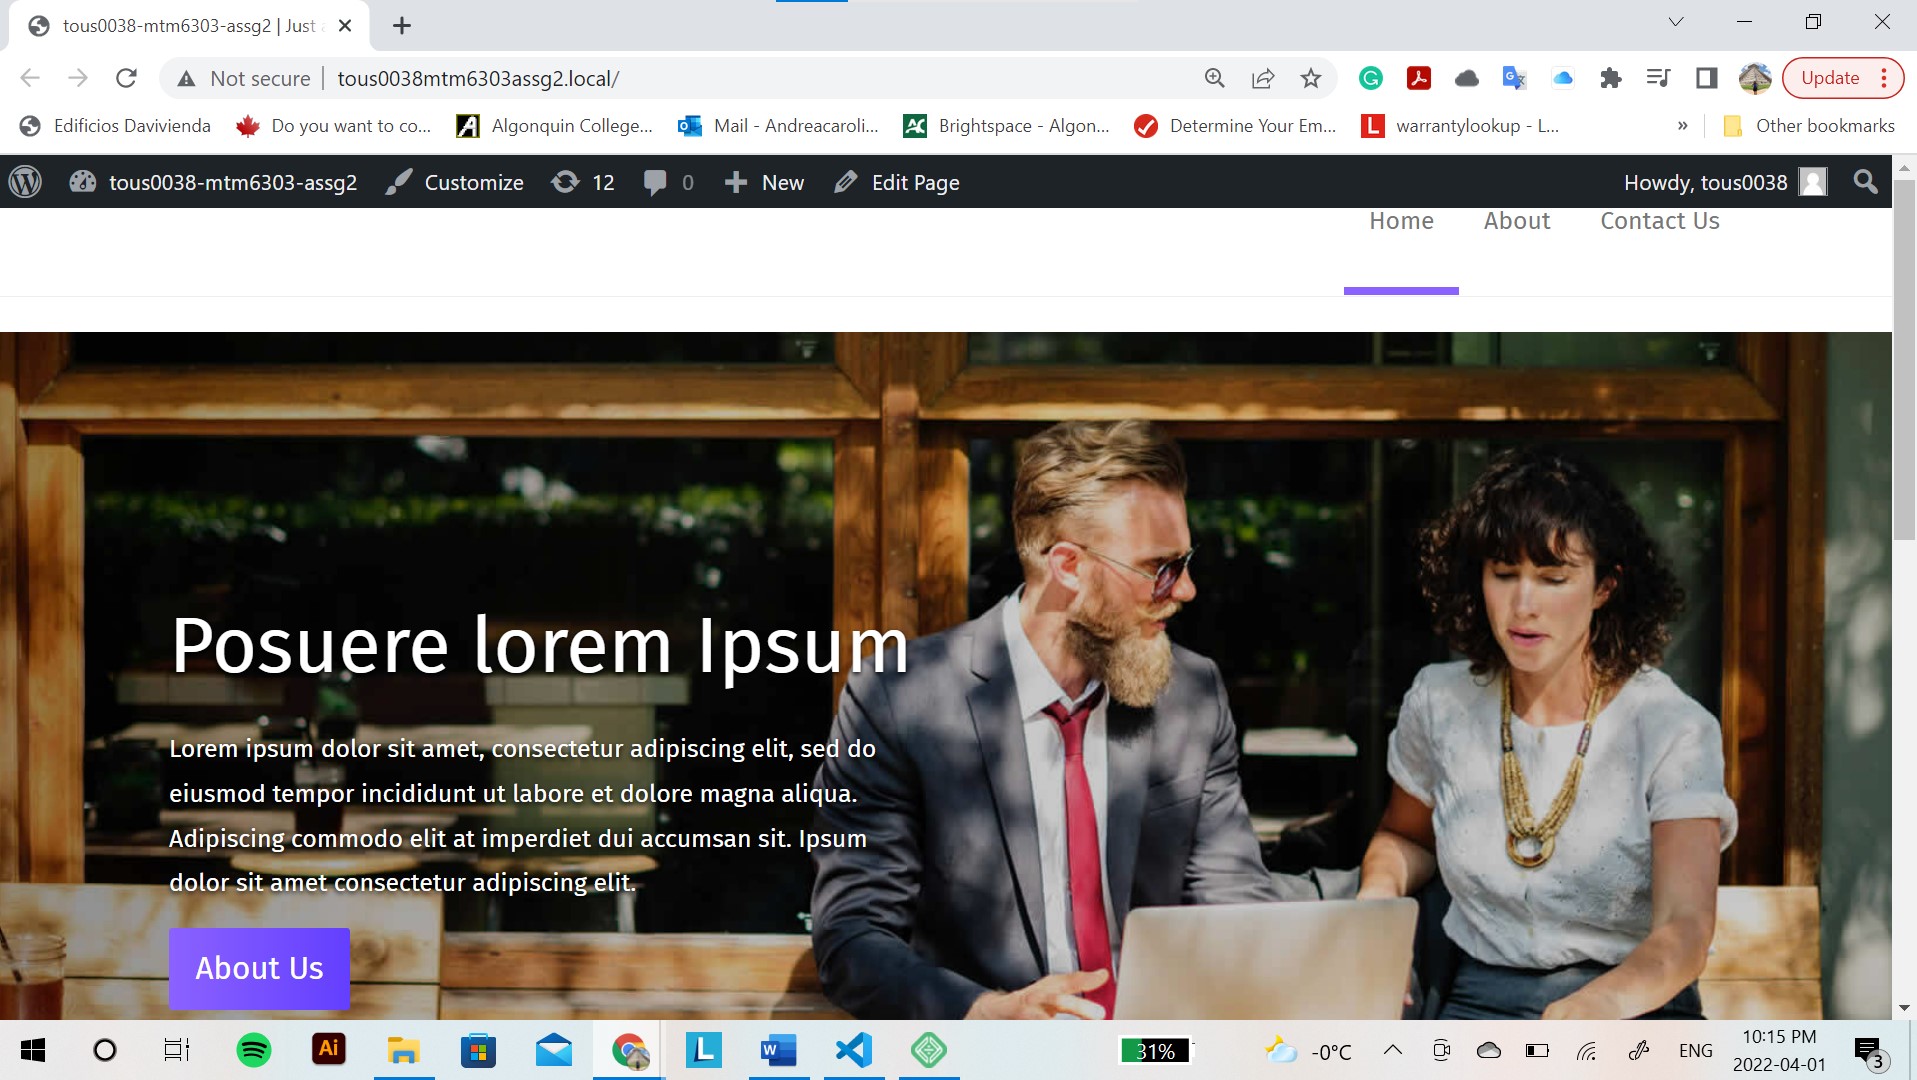 tous0038-mtm6303-assg2 | Just a
Not secure
tous0038mtm6303assg2.local/
Update
Edificios Davivienda
Do you want to co...
Algonquin College...
Mail - Andreacaroli...
Brightspace - Algon...
Determine Your Em...
L
warrantylookup - L...
»
Other bookmarks
tous0038-mtm6303-assg2
Customize
12
0
New
Edit Page
Howdy, tous0038
Home
About
Contact Us
Posuere lorem Ipsum
Lorem ipsum dolor sit amet, consectetur adipiscing elit, sed do
eiusmod tempor incididunt ut labore et dolore magna aliqua.
Adipiscing commodo elit at imperdiet dui accumsan sit. Ipsum
dolor sit amet consectetur adipiscing elit.
About Us
Ai
L
W
31%
-0°C
ENG
10:15 PM
2022-04-01
3